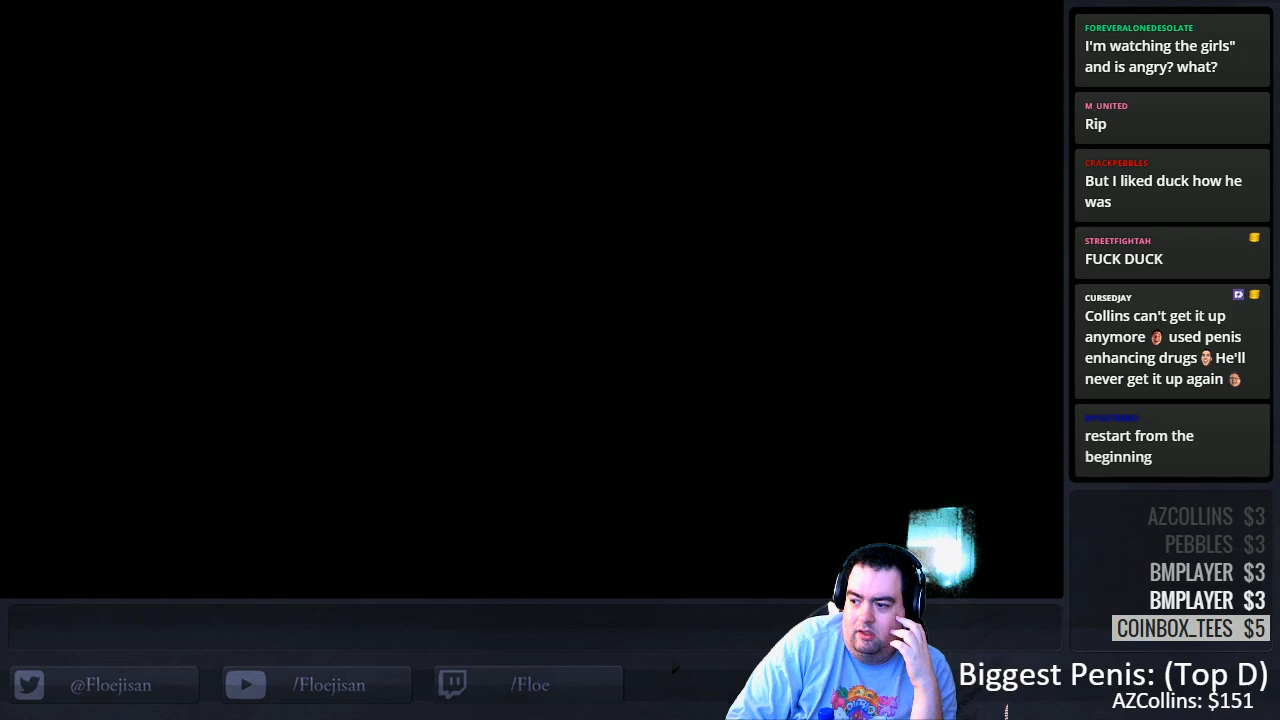 FOREVERALONEDESOLATE
I'm watching the girls"
and is angry? what?
M_UNITED
Rip
CRACKPEBBLES
But I liked duck how he
was
STREETFIGHTAH
FUCK DUCK
CURSEDJAY
Collins can't get it up
anymore used penis
enhancing drugs He'll
never get it up again
restart from the
beginning
AZCOLLINS $3
PEBBLES $3
BMPLAYER $3
BMPLAYER $3
COINBOX_TEES $5
Biggest Penis: (Top D)
AZCollins: $151
@Floejisan
/Floejisan
/Floe